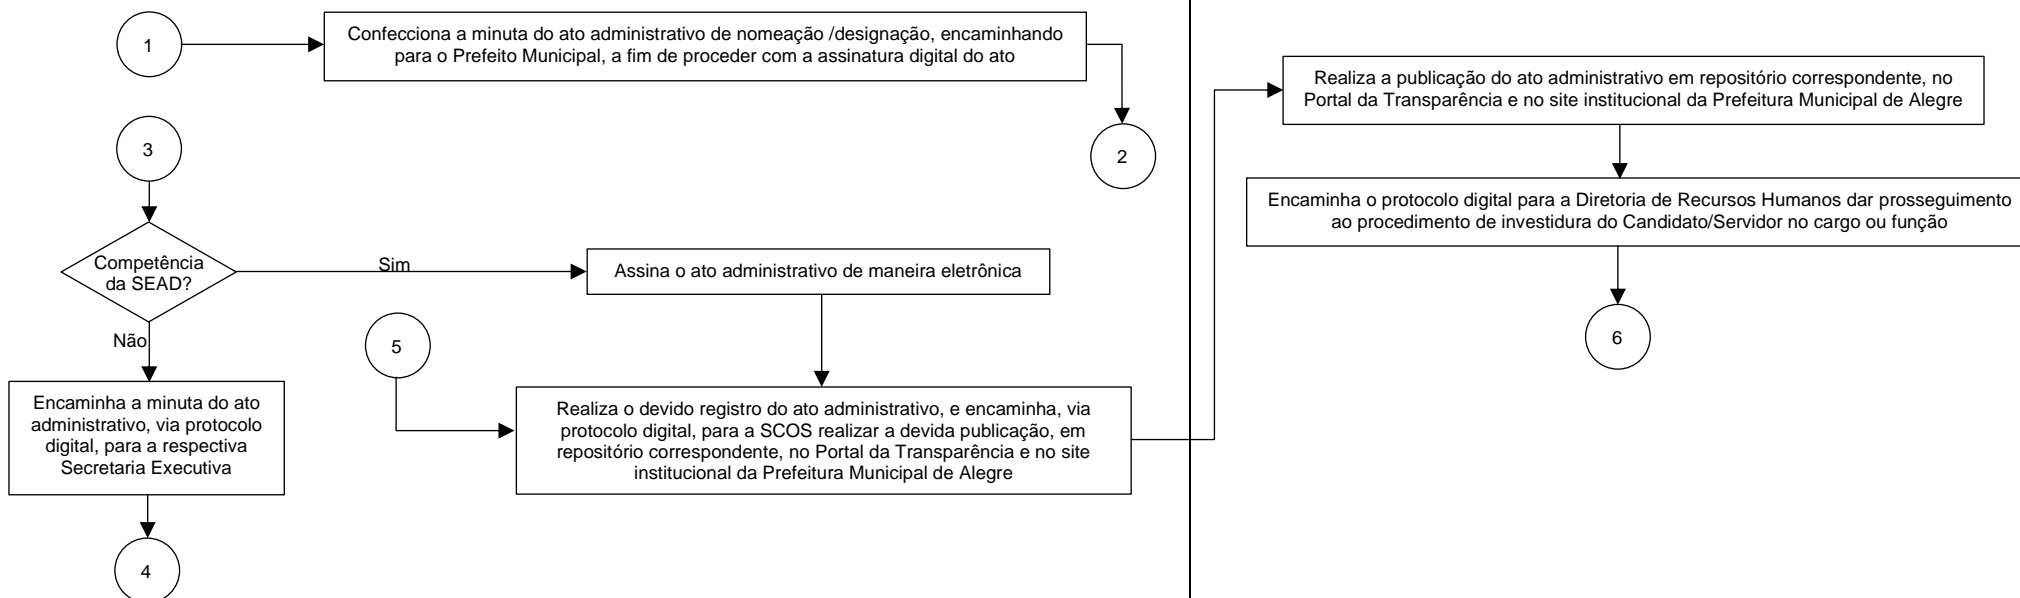 1
Confecciona a minuta do ato administrativo de nomeação /designação, encaminhando
para o Prefeito Municipal, a fim de proceder com a assinatura digital do ato
2
3
Competência
da SEAD?
Sim
Assina o ato administrativo de maneira eletrônica
Não
Encaminha a minuta do ato
administrativo, via protocolo
digital, para a respectiva
Secretaria Executiva
4
5
Realiza o devido registro do ato administrativo, e encaminha, via
protocolo digital, para a SCOS realizar a devida publicação, em
repositório correspondente, no Portal da Transparência e no site
institucional da Prefeitura Municipal de Alegre
Realiza a publicação do ato administrativo em repositório correspondente, no
Portal da Transparência e no site institucional da Prefeitura Municipal de Alegre
Encaminha o protocolo digital para a Diretoria de Recursos Humanos dar prosseguimento
ao procedimento de investidura do Candidato/Servidor no cargo ou função
6